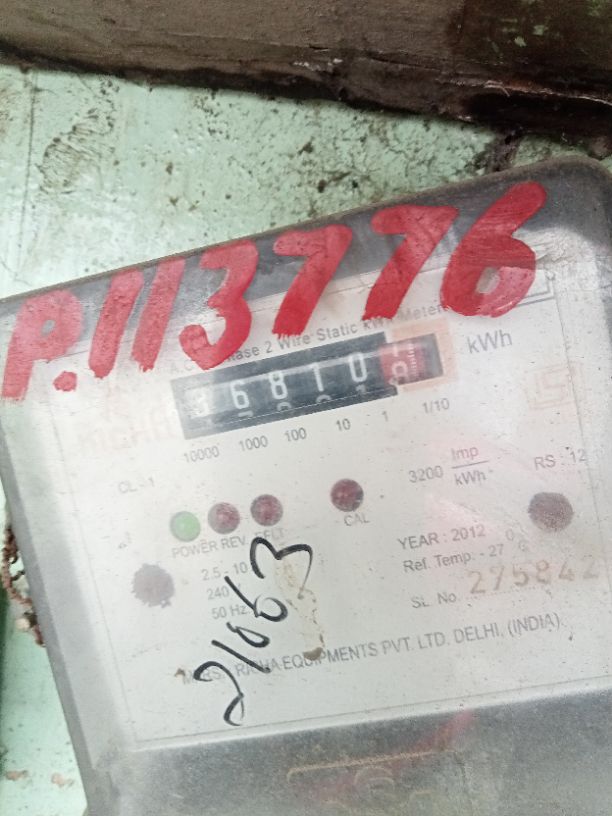 P.113776
A.C. Phase 2 Wire Static kWh Meter
36810
kWh
10000 1000 100 10 1 1/10
CL - 1
3200 Imp/kWh
RS : 12
POWER REV FLT CAL
2.5 - 10
240 V
50 Hz
21063
YEAR : 2012
Ref. Temp. - 27
SL. No. 275842
RICHA EQUIPMENTS PVT. LTD. DELHI, (INDIA)